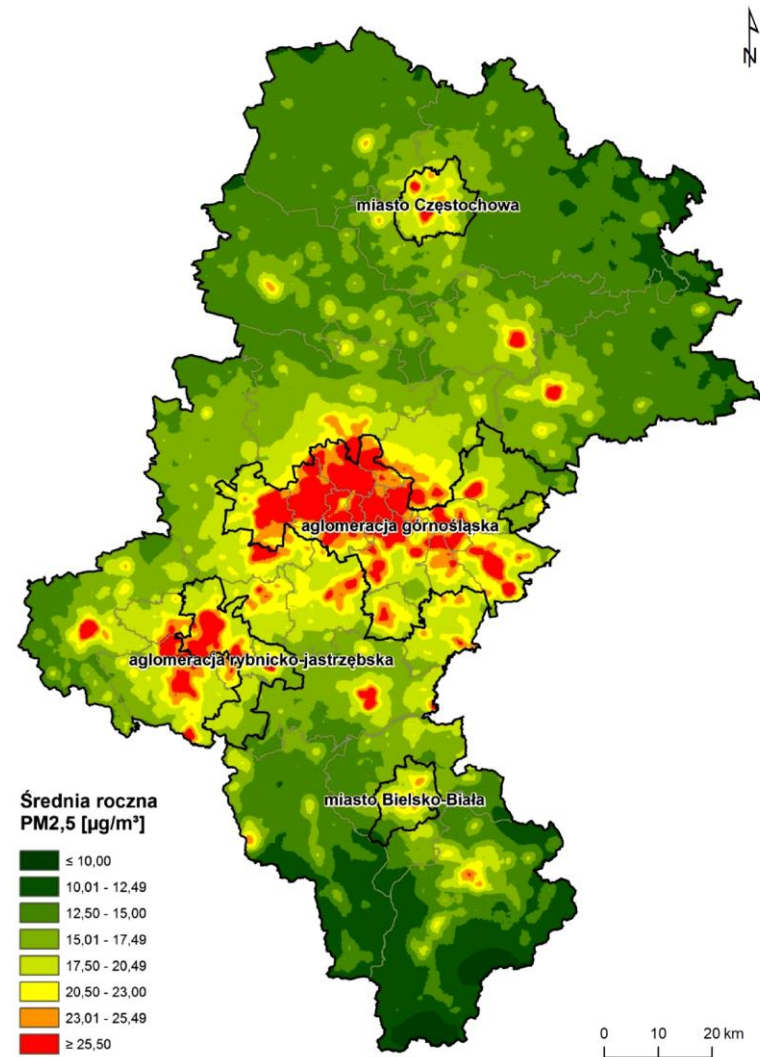 N
miasto Częstochowa
aglomeracja górnośląska
aglomeracja rybnicko-jastrzębska
miasto Bielsko-Biała
Średnia roczna
PM2,5 [µg/m³]
≤ 10,00
10,01 - 12,49
12,50 - 15,00
15,01 - 17,49
17,50 - 20,49
20,50 - 23,00
23,01 - 25,49
≥ 25,50
0 10 20 km